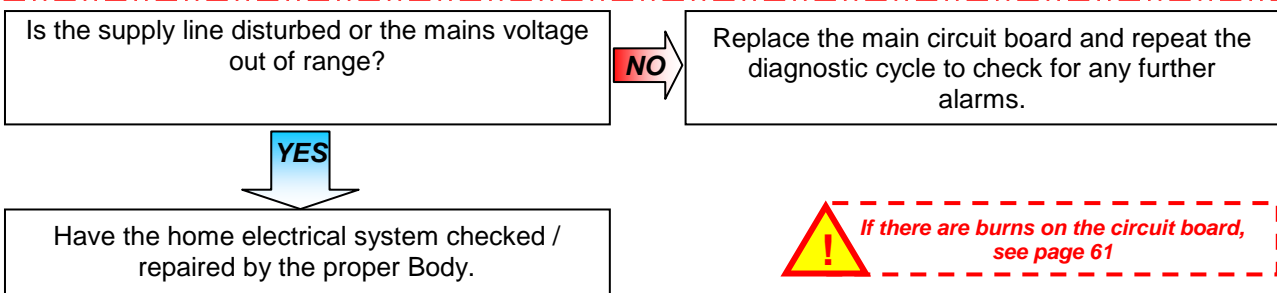 Is the supply line disturbed or the mains voltage
out of range?
NO
Replace the main circuit board and repeat the
diagnostic cycle to check for any further
alarms.
YES
Have the home electrical system checked /
repaired by the proper Body.
!
If there are burns on the circuit board,
see page 61